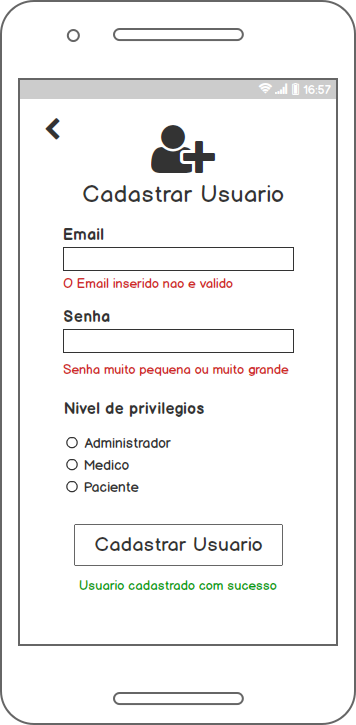 16:57
Cadastrar Usuario
Email
O Email inserido nao e valido
Senha
Senha muito pequena ou muito grande
Nivel de privilegios
Administrador
Medico
Paciente
Cadastrar Usuario
Usuario cadastrado com sucesso